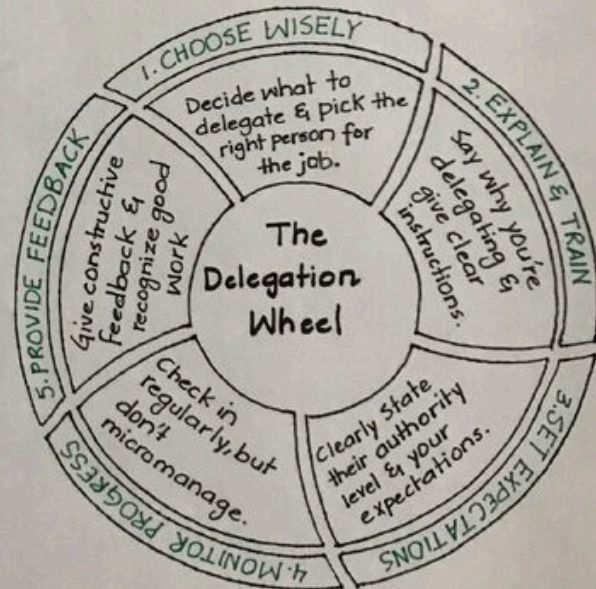 The
Delegation
Wheel
1. CHOOSE WISELY
Decide what to
delegate & pick the
right person for
the job.
2. EXPLAIN & TRAIN
Say why you're
delegating &
give clear
instructions.
3. SET EXPECTATIONS
Clearly State
their authority
level & your
expectations.
4. MONITOR PROGRESS
Check in
regularly, but
don't
micromanage.
5. PROVIDE FEEDBACK
Give constructive
feedback &
recognize good
work